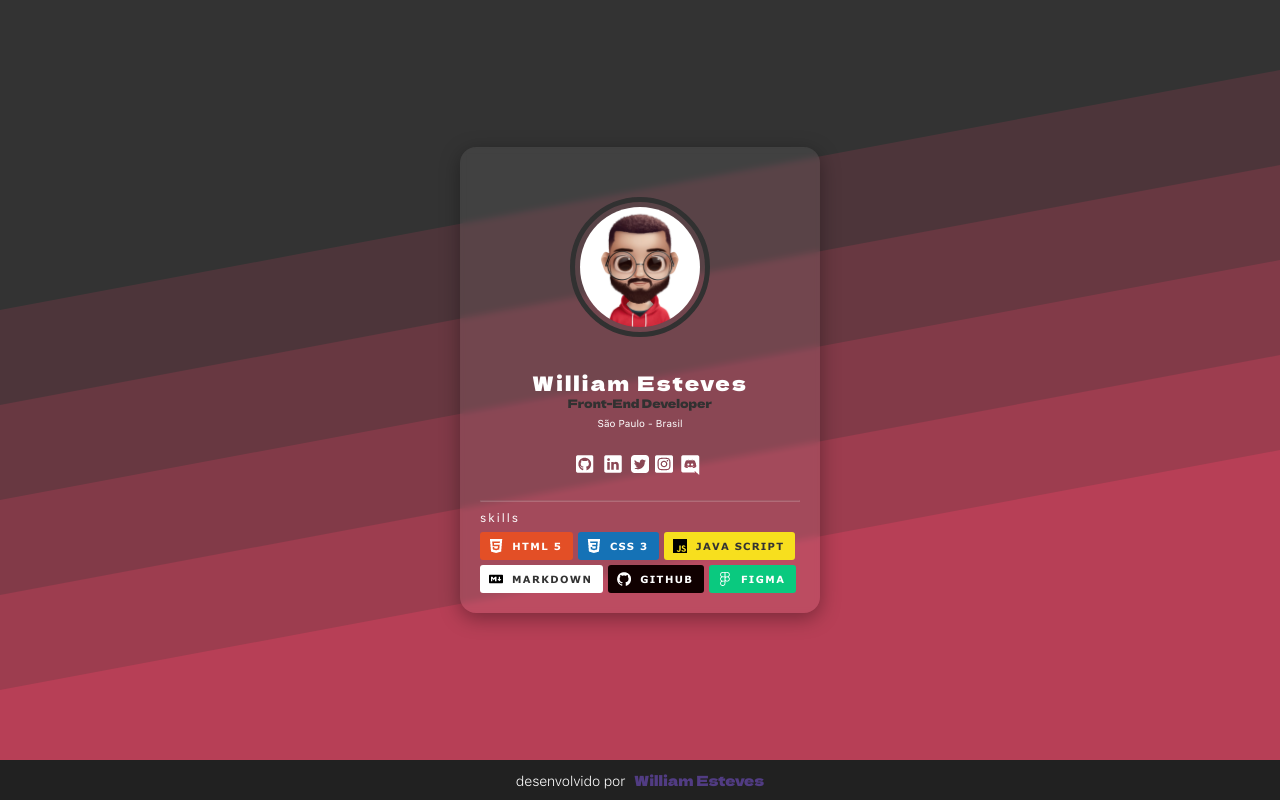 William Esteves
Front-End Developer
São Paulo - Brasil
skills
HTML 5 CSS 3 JAVA SCRIPT
MARKDOWN GITHUB FIGMA
desenvolvido por William Esteves